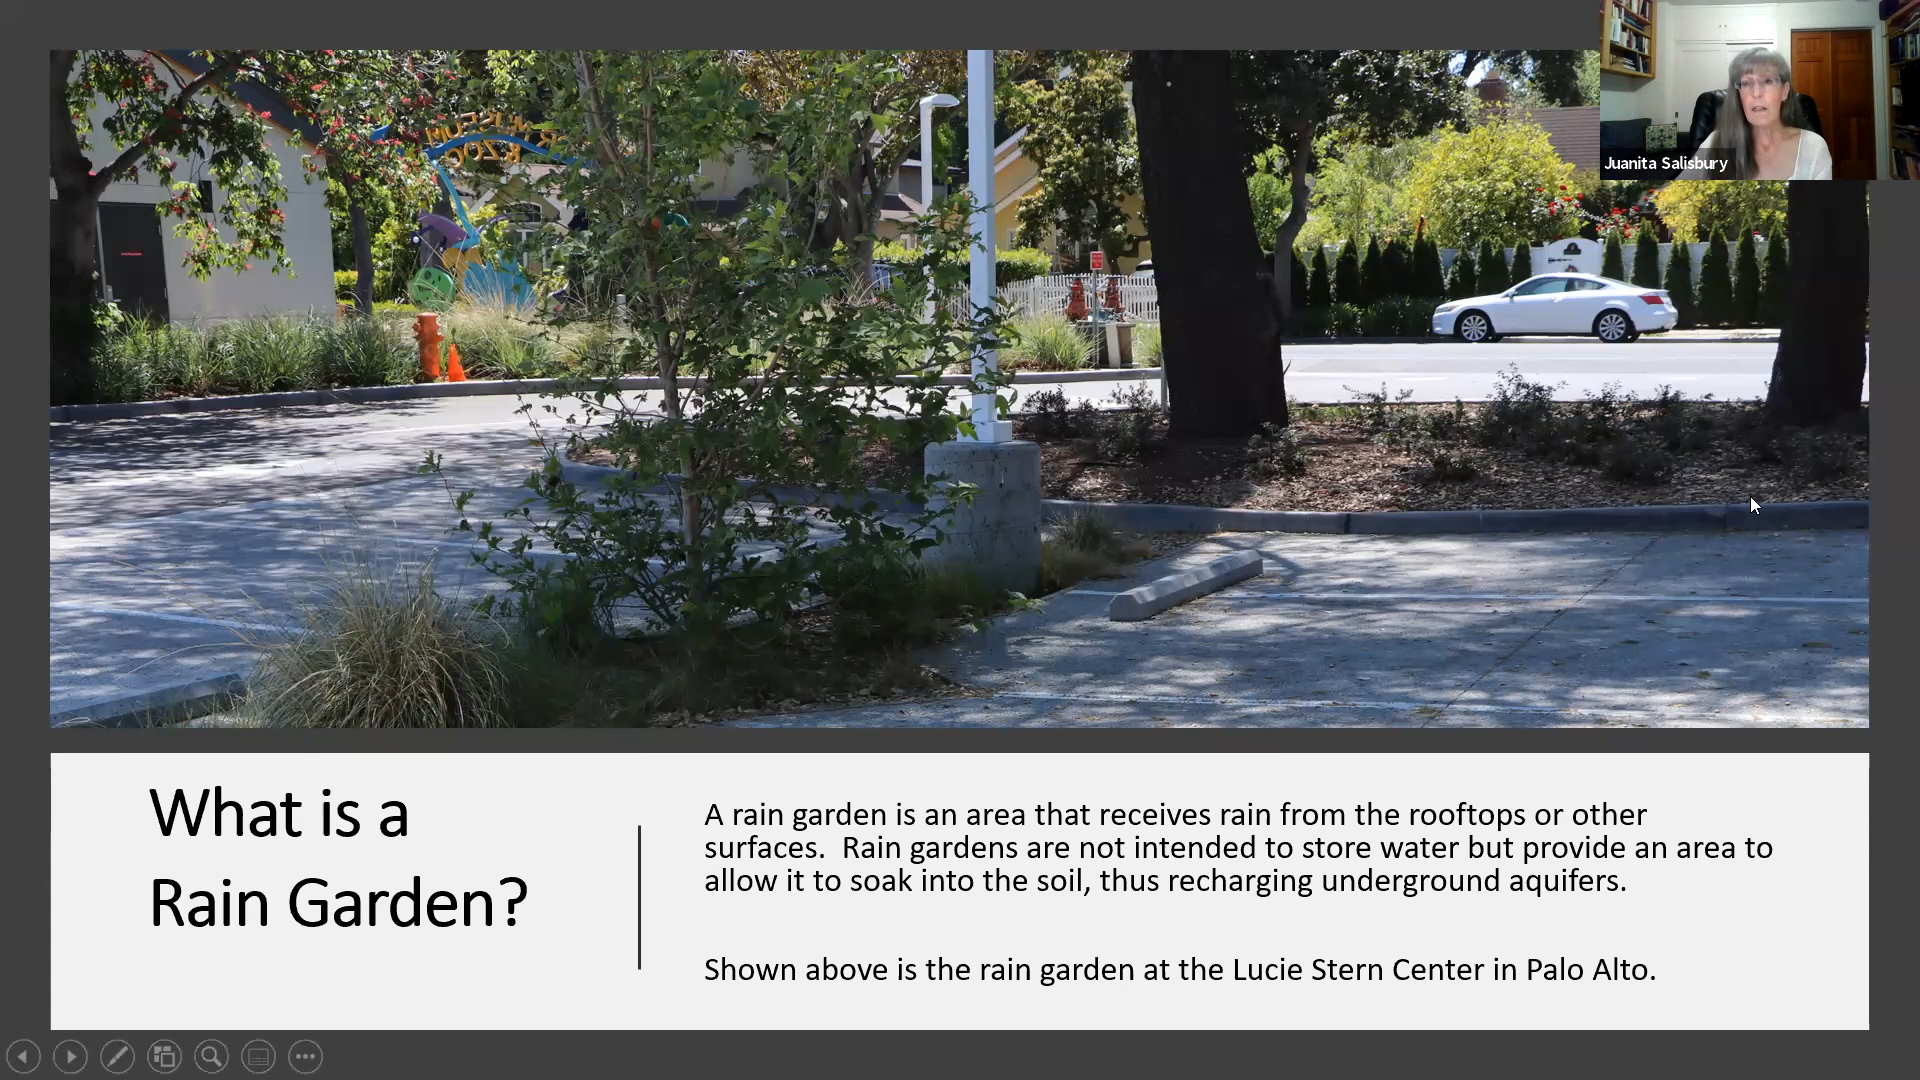 MUSEUM
& ZOO
Juanita Salisbury
What is a
Rain Garden?
A rain garden is an area that receives rain from the rooftops or other
surfaces.  Rain gardens are not intended to store water but provide an area to
allow it to soak into the soil, thus recharging underground aquifers.
Shown above is the rain garden at the Lucie Stern Center in Palo Alto.